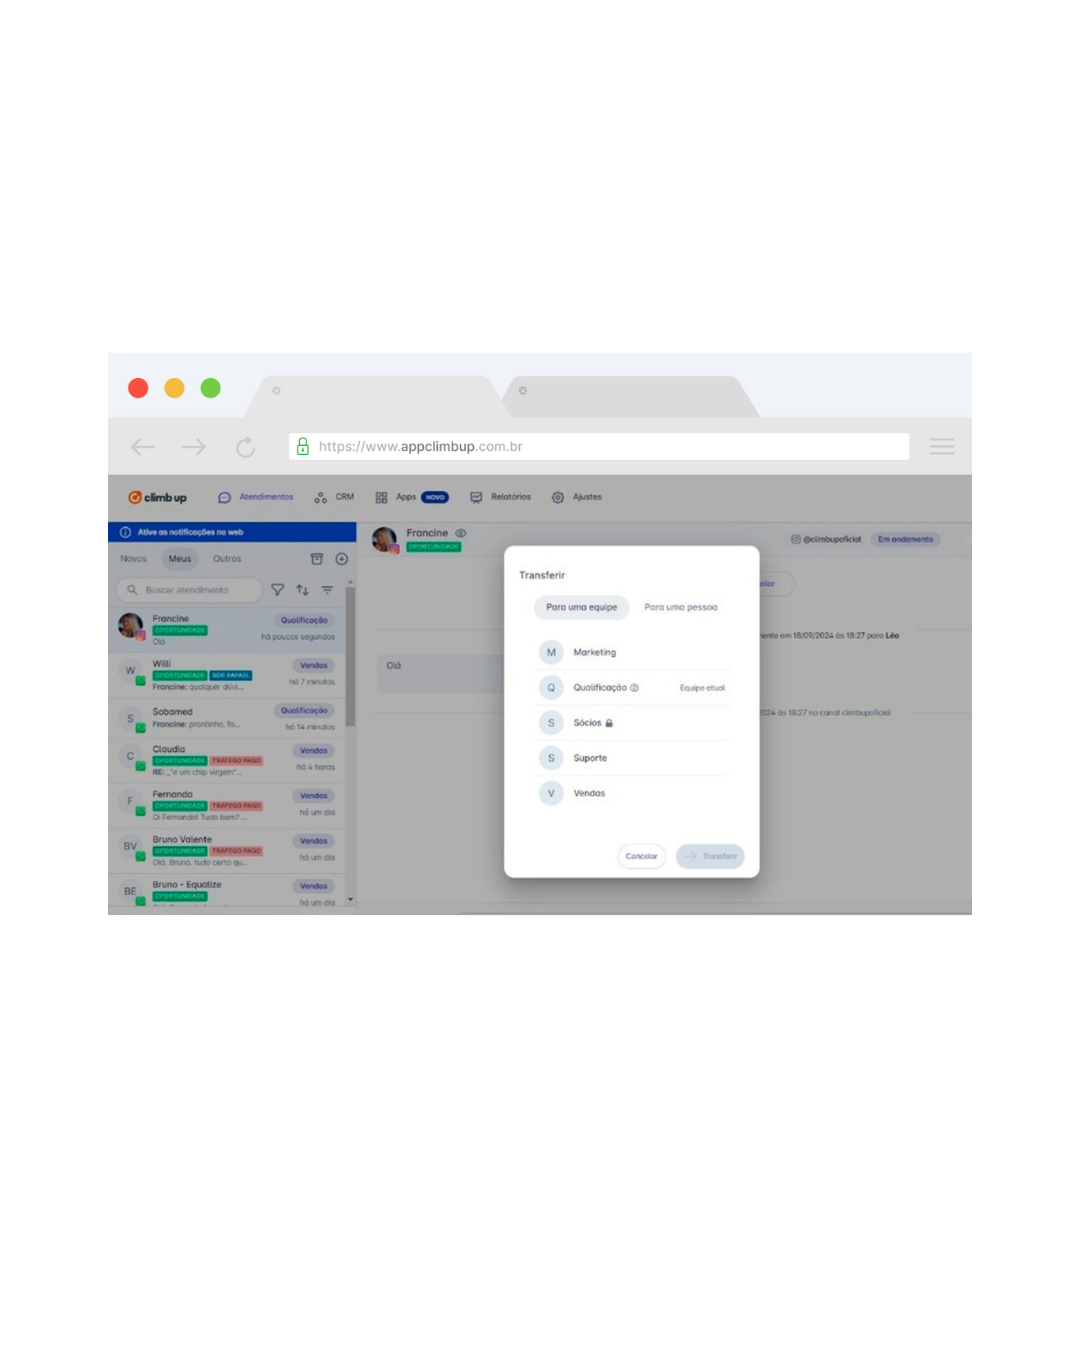 https://www.appclimbup.com.br
climb up
Atendimentos
CRM
Apps NOVO
Relatórios
Ajustes
Ative as notificações na web
Novos
Meus
Outros
Buscar atendimento
Francine
Qualificação
OPORTUNIDADE
há poucos segundos
Olá
W
Willi
Vendas
OPORTUNIDADE SDR RAFAEL
há 7 minutos
Francine: qualquer dúvi...
S
Sobamed
Qualificação
Francine: prontinho, fo...
há 14 minutos
C
Claudia
Vendas
OPORTUNIDADE TRÁFEGO PAGO
há 4 horas
RE: _"e um chip virgem"...
F
Fernanda
Vendas
OPORTUNIDADE TRÁFEGO PAGO
há um dia
Oi Fernanda! Tudo bem? ...
BV
Bruno Valente
Vendas
OPORTUNIDADE TRÁFEGO PAGO
há um dia
Olá, Bruno, tudo certo qu...
BE
Bruno - Equalize
Vendas
OPORTUNIDADE
há um dia
Francine
OPORTUNIDADE
@climbupoficial
Em andamento
Olá
em 18/09/2024 às 18:27 para Léo
às 18:27 no canal climbupoficial
Transferir
Para uma equipe
Para uma pessoa
M
Marketing
Q
Qualificação
Equipe atual
S
Sócios
S
Suporte
V
Vendas
Cancelar
Transferir